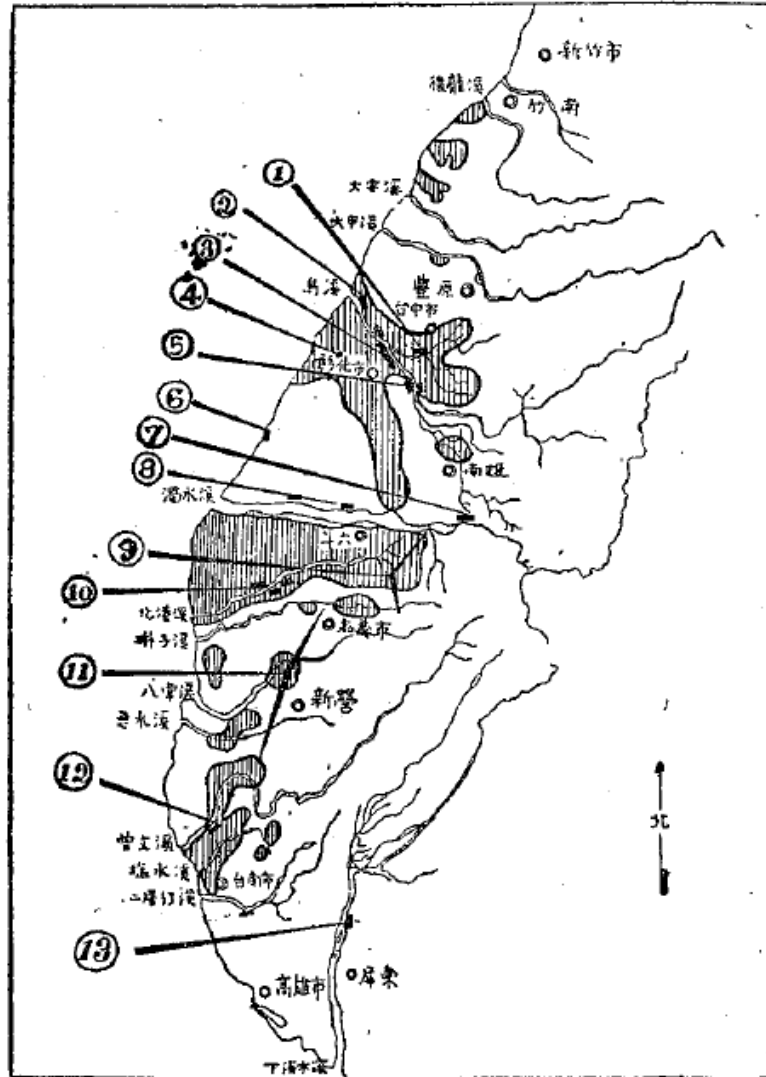 新竹市
後龍溪
竹南
①
大安溪
②
大甲溪
③
烏溪
豐原
台中市
④
⑤
彰化市
⑥
⑦
南投
⑧
濁水溪
斗六
⑨
⑩
北港溪
嘉義市
⑪
八掌溪
新營
急水溪
⑫
曾文溪
塩水溪
台南市
二層行溪
北
⑬
屏東
高雄市
下淡水溪